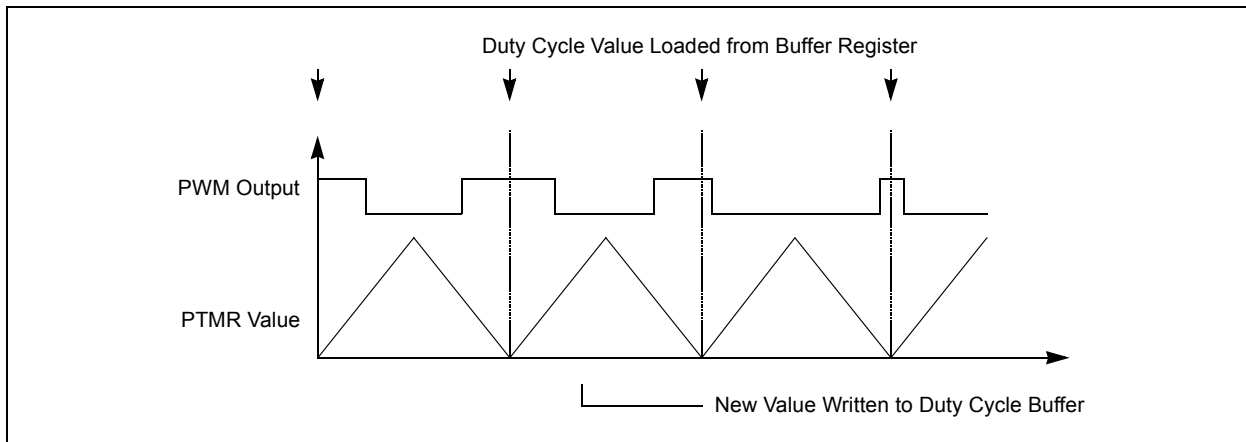 Duty Cycle Value Loaded from Buffer Register
PWM Output
PTMR Value
New Value Written to Duty Cycle Buffer